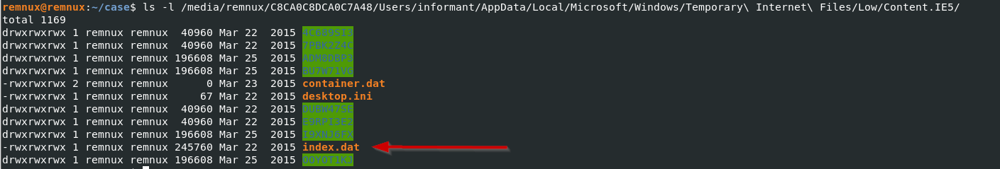 remnux@remnux:~/case$ ls -l /media/remnux/C8CA0C8DCA0C7A48/Users/informant/AppData/Local/Microsoft/Windows/Temporary\ Internet\ Files/Low/Content.IE5/
total 1169
drwxrwxrwx 1 remnux remnux  40960 Mar 22  2015 4C689SI3
drwxrwxrwx 1 remnux remnux  40960 Mar 22  2015 7PBK2Z4C
drwxrwxrwx 1 remnux remnux 196608 Mar 25  2015 ADM8DBP3
drwxrwxrwx 1 remnux remnux 196608 Mar 25  2015 BU7W71VG
-rwxrwxrwx 2 remnux remnux      0 Mar 23  2015 container.dat
-rwxrwxrwx 1 remnux remnux     67 Mar 22  2015 desktop.ini
drwxrwxrwx 1 remnux remnux  40960 Mar 22  2015 DUBW47SE
drwxrwxrwx 1 remnux remnux  40960 Mar 22  2015 E9RPI3E2
drwxrwxrwx 1 remnux remnux 196608 Mar 25  2015 I9XNJ6FX
-rwxrwxrwx 1 remnux remnux 245760 Mar 22  2015 index.dat
drwxrwxrwx 1 remnux remnux 196608 Mar 25  2015 OOYOT1KJ